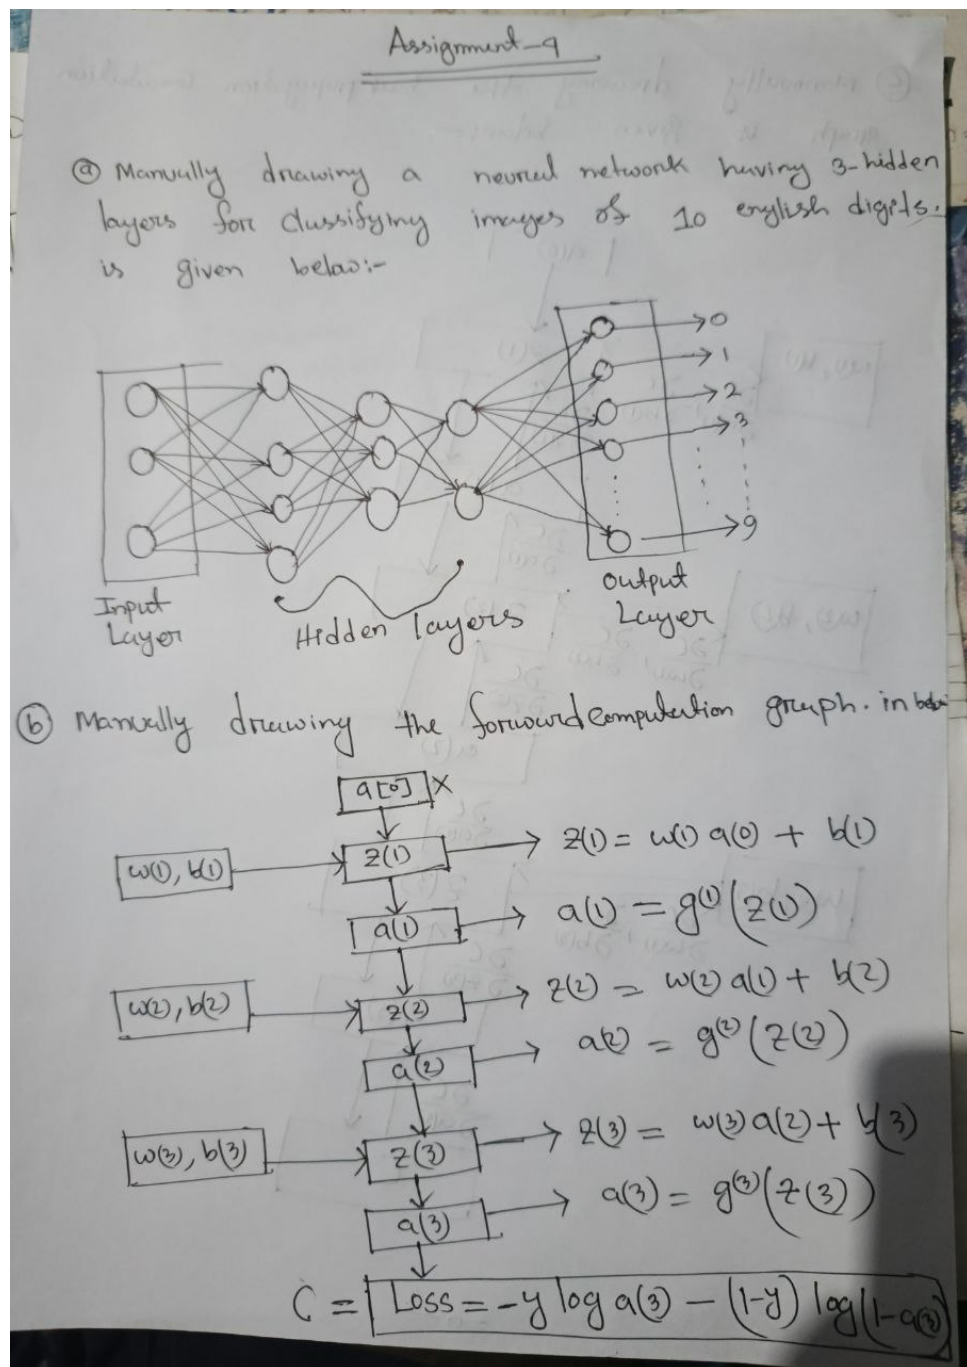 Assignment-4
ⓐ Manually drawing a neural network having 3-hidden
layers for classifying images of 10 english digits.
is given below:-
0
1
2
3
9
Input
Layer
Hidden layers
Output
Layer
ⓑ Manually drawing the forward computation graph. in below
a[0] X
w(1), b(1)
z(1)
z(1) = w(1) a(0) + b(1)
a(1)
a(1) = g⁽¹⁾(z(1))
w(2), b(2)
z(2)
z(2) = w(2) a(1) + b(2)
a(2)
a(2) = g⁽²⁾(z(2))
w(3), b(3)
z(3)
z(3) = w(3) a(2) + b(3)
a(3)
a(3) = g⁽³⁾(z(3))
C = Loss = -y log a(3) - (1-y) log(1-a(3))